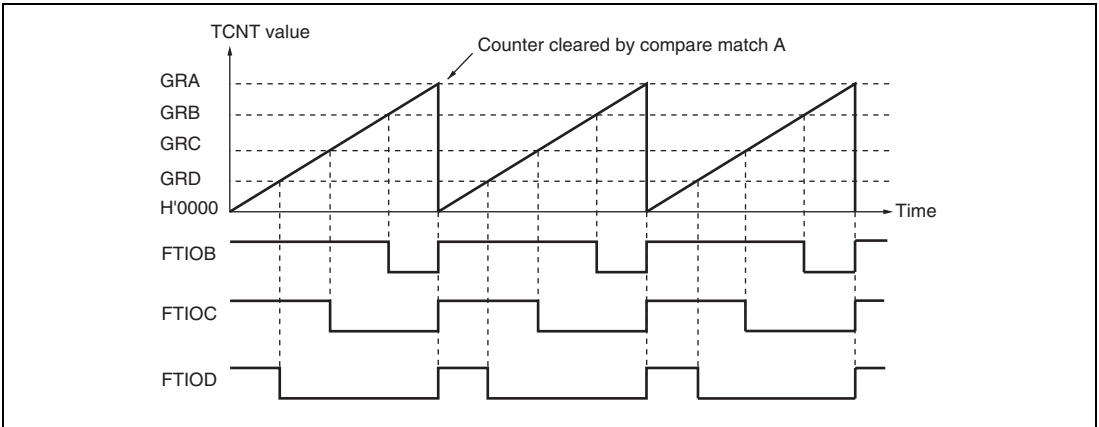 TCNT value
Counter cleared by compare match A
GRA
GRB
GRC
GRD
H'0000
Time
FTIOB
FTIOC
FTIOD